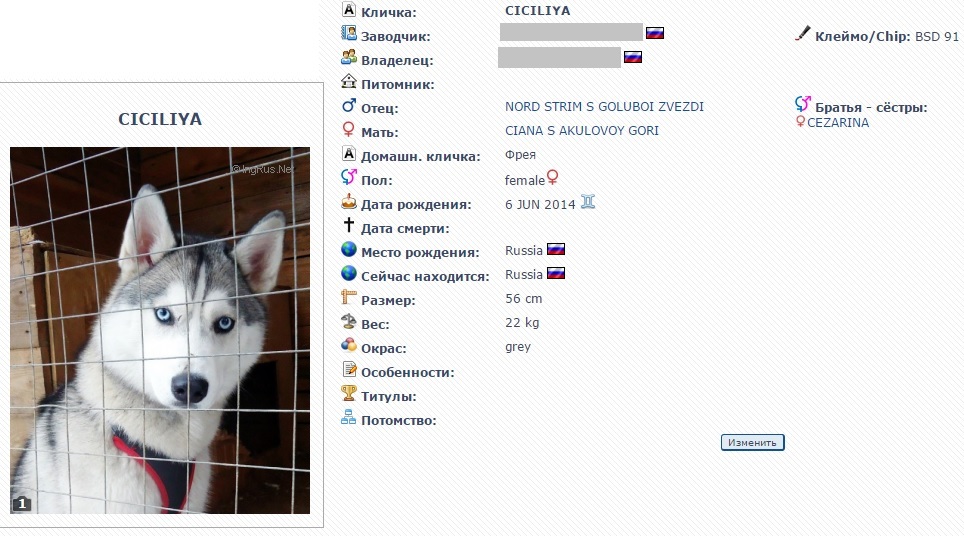 Кличка: CICILIYA
Заводчик:
Клеймо/Chip: BSD 91
Владелец:
Питомник:
CICILIYA
Отец: NORD STRIM S GOLUBOI ZVEZDI
Братья - сёстры:
Мать: CIANA S AKULOVOY GORI
CEZARINA
Домашн. кличка: Фрея
©IngRus.Net
Пол: female
Дата рождения: 6 JUN 2014
Дата смерти:
Место рождения: Russia
Сейчас находится: Russia
Размер: 56 cm
Вес: 22 kg
Окрас: grey
Особенности:
Титулы:
Потомство:
Изменить
1